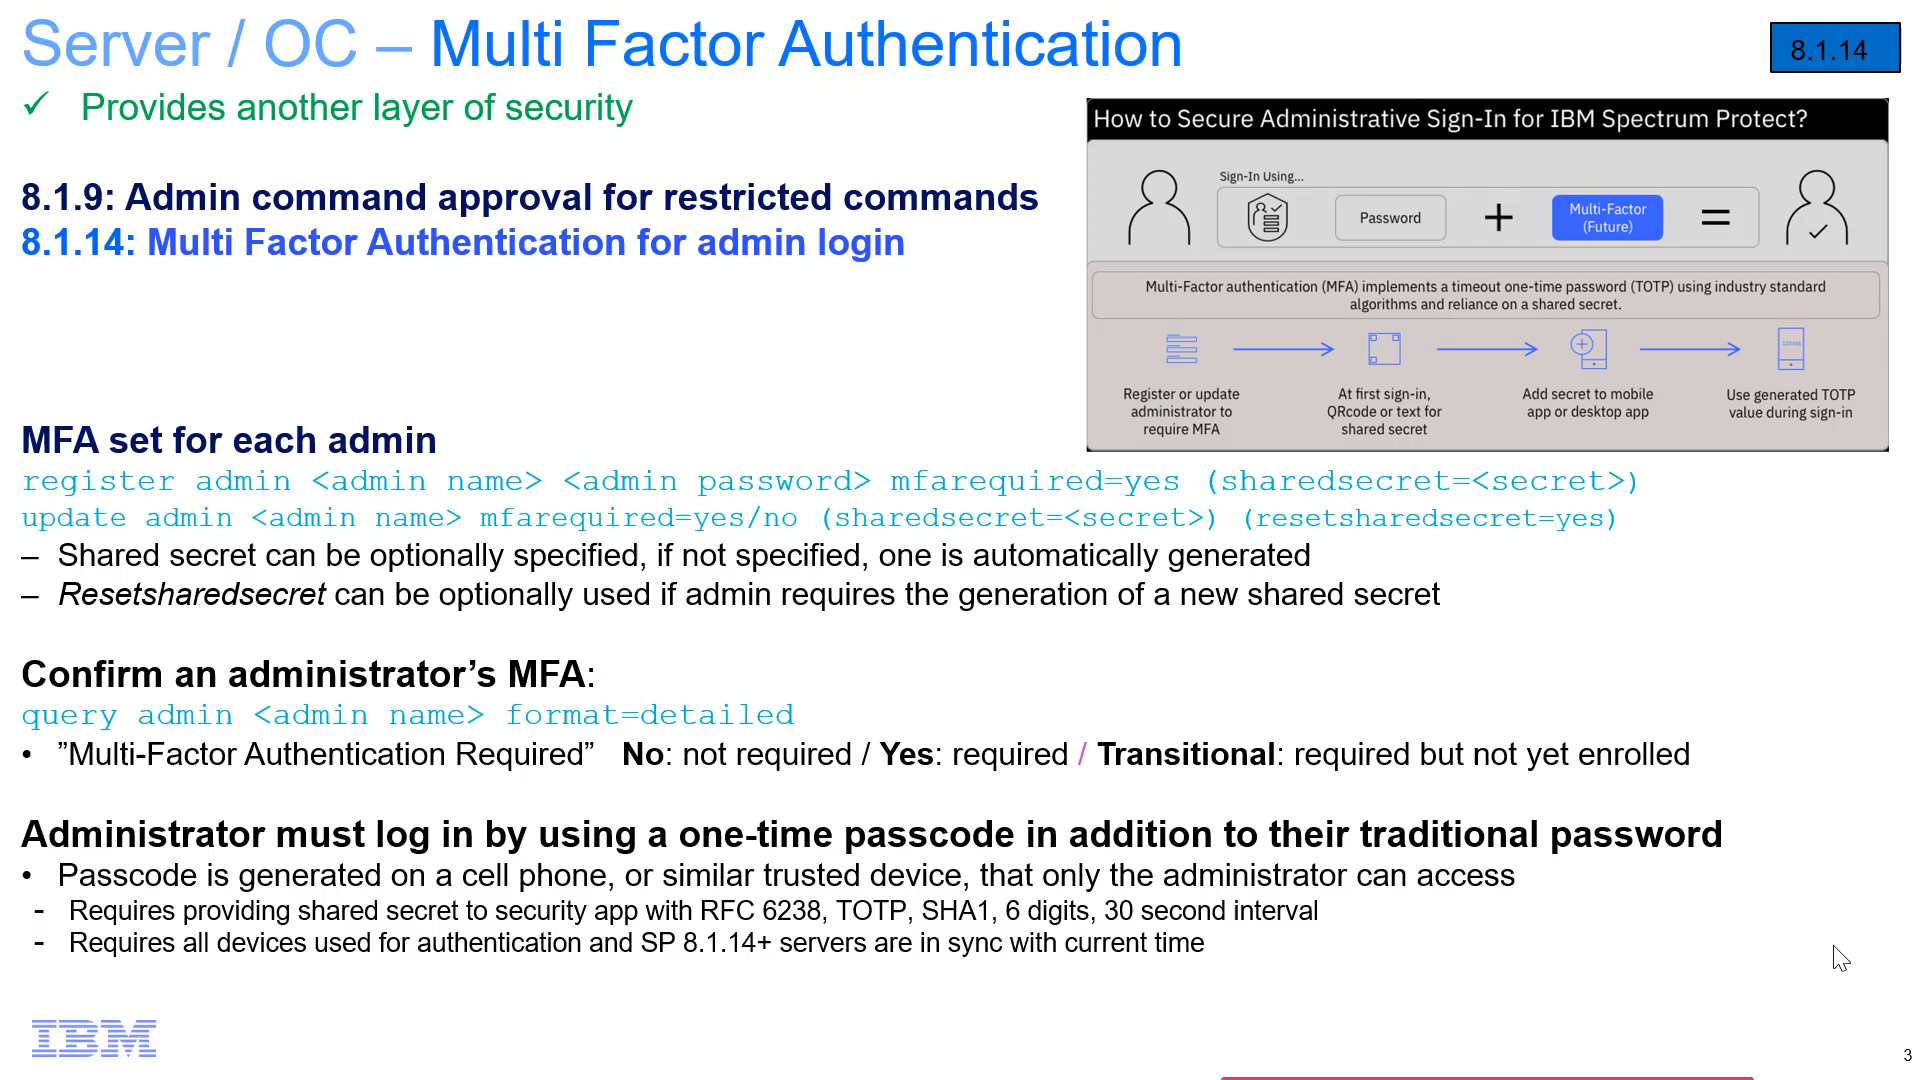 Server / OC – Multi Factor Authentication
8.1.14
✓ Provides another layer of security
8.1.9: Admin command approval for restricted commands
8.1.14: Multi Factor Authentication for admin login
How to Secure Administrative Sign-In for IBM Spectrum Protect?
Sign-In Using...
Password
+
Multi-Factor
(Future)
=
Multi-Factor authentication (MFA) implements a timeout one-time password (TOTP) using industry standard
algorithms and reliance on a shared secret.
123456
Register or update
administrator to
require MFA
At first sign-in,
QRcode or text for
shared secret
Add secret to mobile
app or desktop app
Use generated TOTP
value during sign-in
MFA set for each admin
register admin <admin name> <admin password> mfarequired=yes (sharedsecret=<secret>)
update admin <admin name> mfarequired=yes/no (sharedsecret=<secret>) (resetsharedsecret=yes)
– Shared secret can be optionally specified, if not specified, one is automatically generated
– Resetsharedsecret can be optionally used if admin requires the generation of a new shared secret
Confirm an administrator’s MFA:
query admin <admin name> format=detailed
• ”Multi-Factor Authentication Required” No: not required / Yes: required / Transitional: required but not yet enrolled
Administrator must log in by using a one-time passcode in addition to their traditional password
• Passcode is generated on a cell phone, or similar trusted device, that only the administrator can access
- Requires providing shared secret to security app with RFC 6238, TOTP, SHA1, 6 digits, 30 second interval
- Requires all devices used for authentication and SP 8.1.14+ servers are in sync with current time
IBM
3